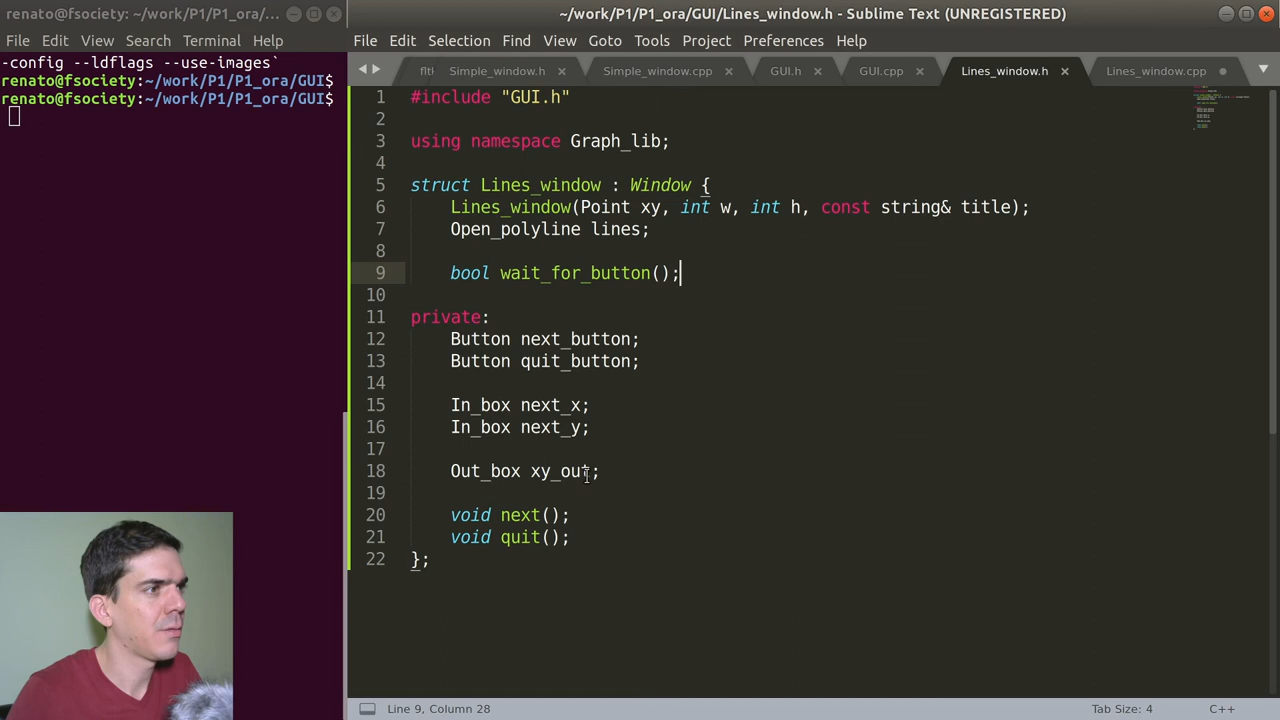 renato@fsociety: ~/work/P1/P1_ora/...
File Edit View Search Terminal Help
-config --ldflags --use-images`
renato@fsociety:~/work/P1/P1_ora/GUI$
renato@fsociety:~/work/P1/P1_ora/GUI$
~/work/P1/P1_ora/GUI/Lines_window.h - Sublime Text (UNREGISTERED)
File Edit Selection Find View Goto Tools Project Preferences Help
flt Simple_window.h Simple_window.cpp GUI.h GUI.cpp Lines_window.h Lines_window.cpp
1 #include "GUI.h"
2
3 using namespace Graph_lib;
4
5 struct Lines_window : Window {
6 Lines_window(Point xy, int w, int h, const string& title);
7 Open_polyline lines;
8
9 bool wait_for_button();
10
11 private:
12 Button next_button;
13 Button quit_button;
14
15 In_box next_x;
16 In_box next_y;
17
18 Out_box xy_out;
19
20 void next();
21 void quit();
22 };
Line 9, Column 28
Tab Size: 4
C++